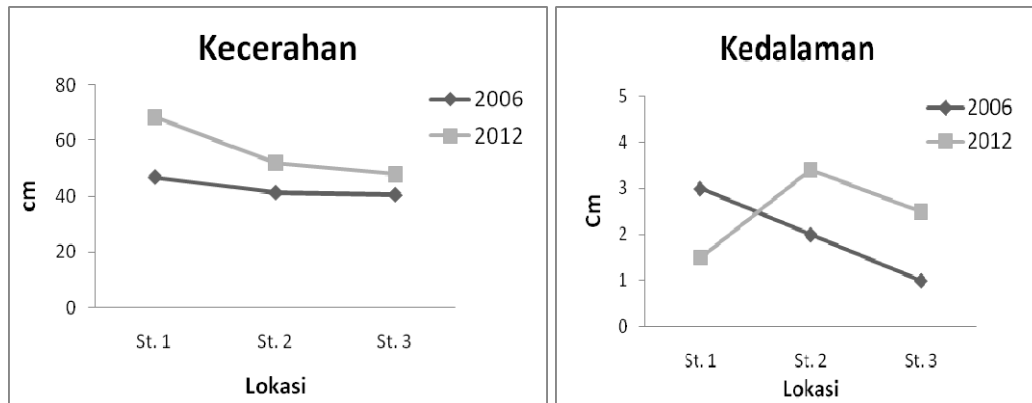 Kecerahan
80
60
40
20
0
cm
2006
2012
St. 1 St. 2 St. 3
Lokasi
Kedalaman
5
4
3
2
1
0
Cm
2006
2012
St. 1 St. 2 St. 3
Lokasi